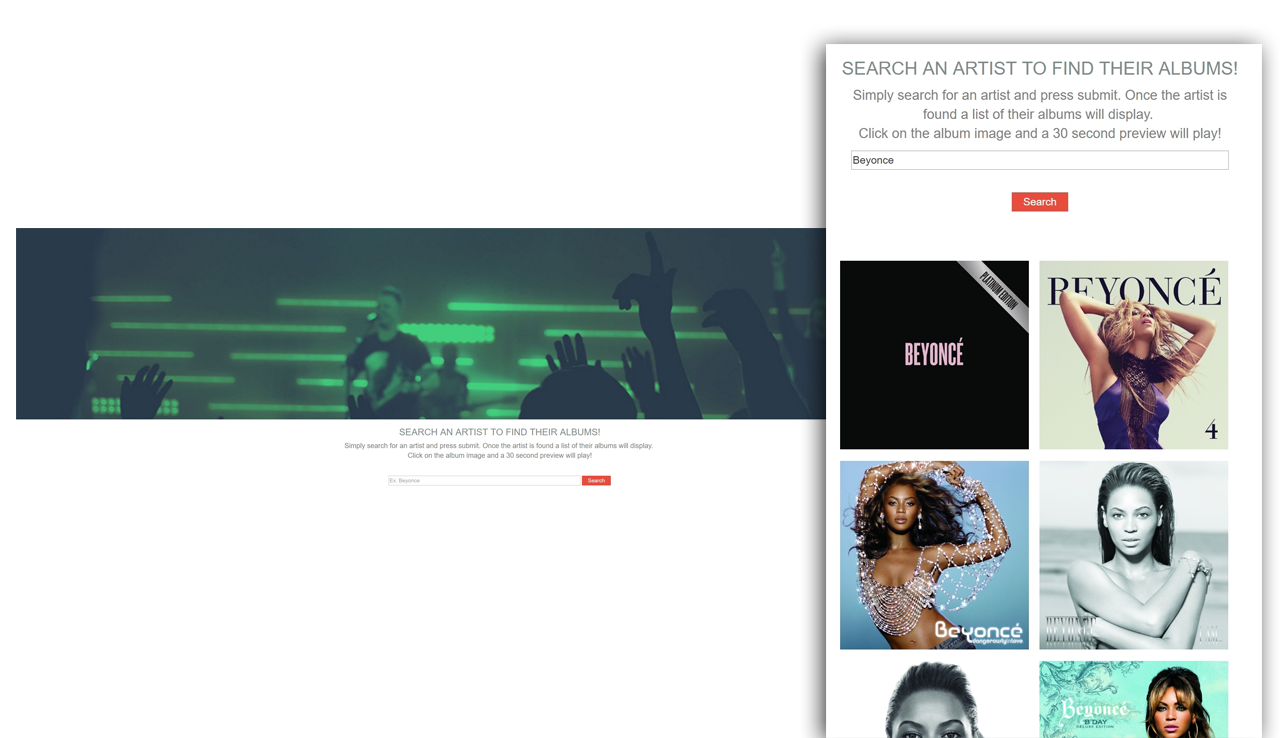 SEARCH AN ARTIST TO FIND THEIR ALBUMS!
Simply search for an artist and press submit. Once the artist is found a list of their albums will display.
Click on the album image and a 30 second preview will play!
Ex. Beyonce
Search
SEARCH AN ARTIST TO FIND THEIR ALBUMS!
Simply search for an artist and press submit. Once the artist is
found a list of their albums will display.
Click on the album image and a 30 second preview will play!
Beyonce
Search
PLATINUM EDITION
BEYONCÉ
BEYONCÉ
4
Beyoncé
dangerously in love
BEYONCÉ
I AM...
Beyoncé
B'DAY
DELUXE EDITION